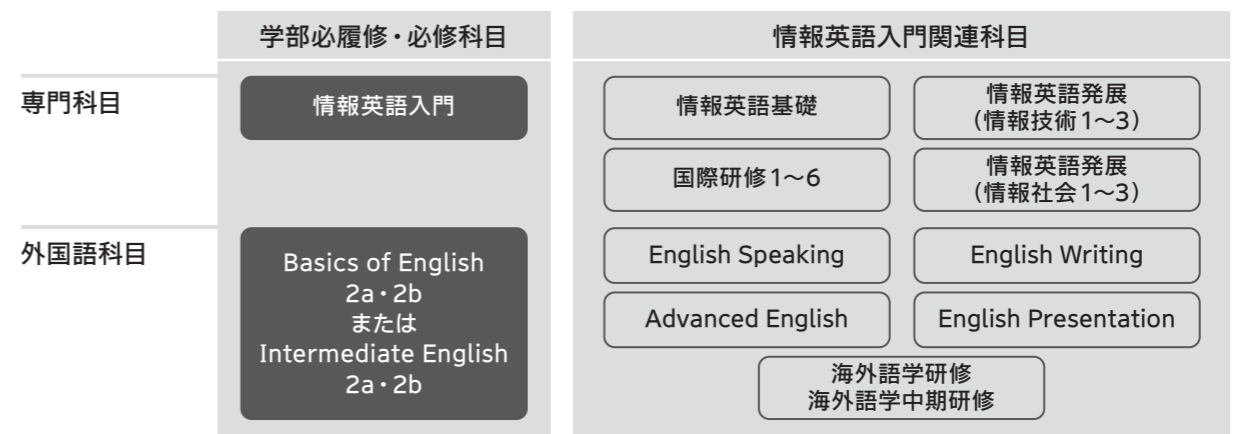 学部必履修・必修科目
情報英語入門関連科目
専門科目
情報英語入門
情報英語基礎
情報英語発展
（情報技術1〜3）
国際研修1〜6
情報英語発展
（情報社会1〜3）
外国語科目
Basics of English
2a・2b
または
Intermediate English
2a・2b
English Speaking
English Writing
Advanced English
English Presentation
海外語学研修
海外語学中期研修